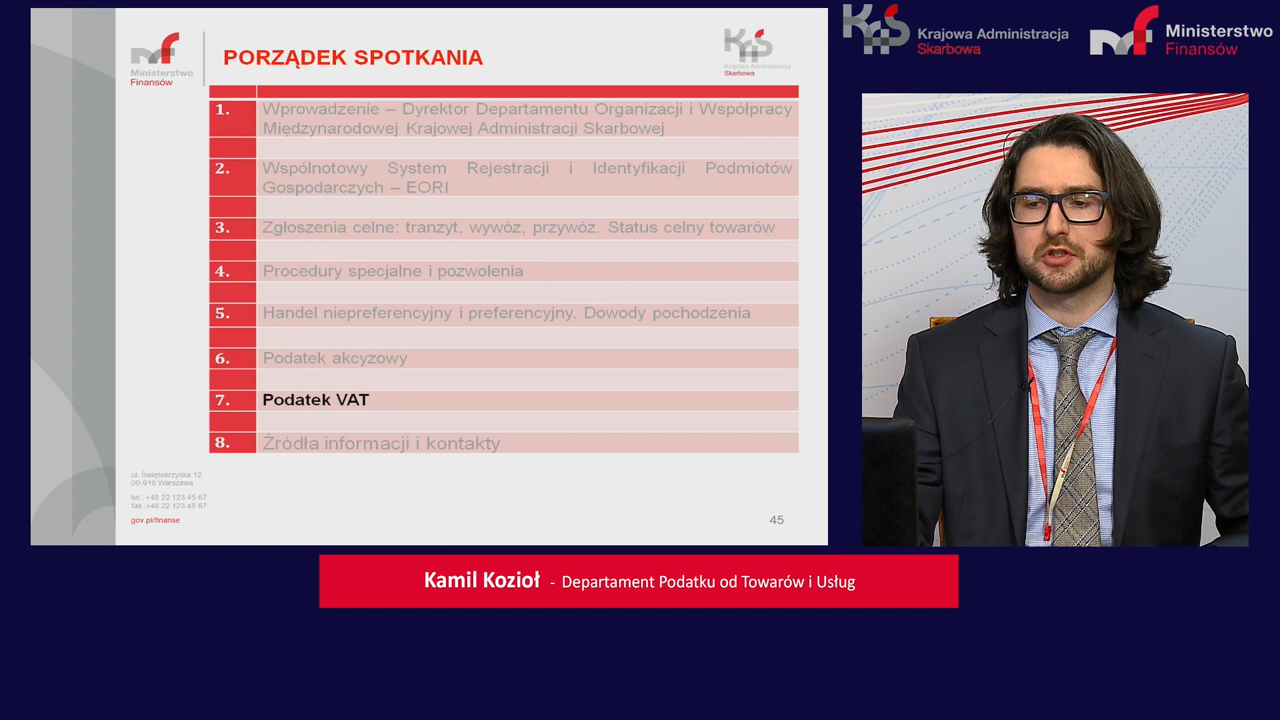 Ministerstwo
Finansów
PORZĄDEK SPOTKANIA
KAS
Krajowa Administracja
Skarbowa
1. Wprowadzenie – Dyrektor Departamentu Organizacji i Współpracy
Międzynarodowej Krajowej Administracji Skarbowej
2. Wspólnotowy System Rejestracji i Identyfikacji Podmiotów
Gospodarczych – EORI
3. Zgłoszenia celne: tranzyt, wywóz, przywóz. Status celny towarów
4. Procedury specjalne i pozwolenia
5. Handel niepreferencyjny i preferencyjny. Dowody pochodzenia
6. Podatek akcyzowy
7. Podatek VAT
8. Źródła informacji i kontakty
ul. Świętokrzyska 12
00-916 Warszawa
tel.: +48 22 123 45 67
fax +48 22 123 45 67
gov.pl/finanse
45
KAS
Krajowa Administracja
Skarbowa
mf
Ministerstwo
Finansów
Kamil Kozioł - Departament Podatku od Towarów i Usług